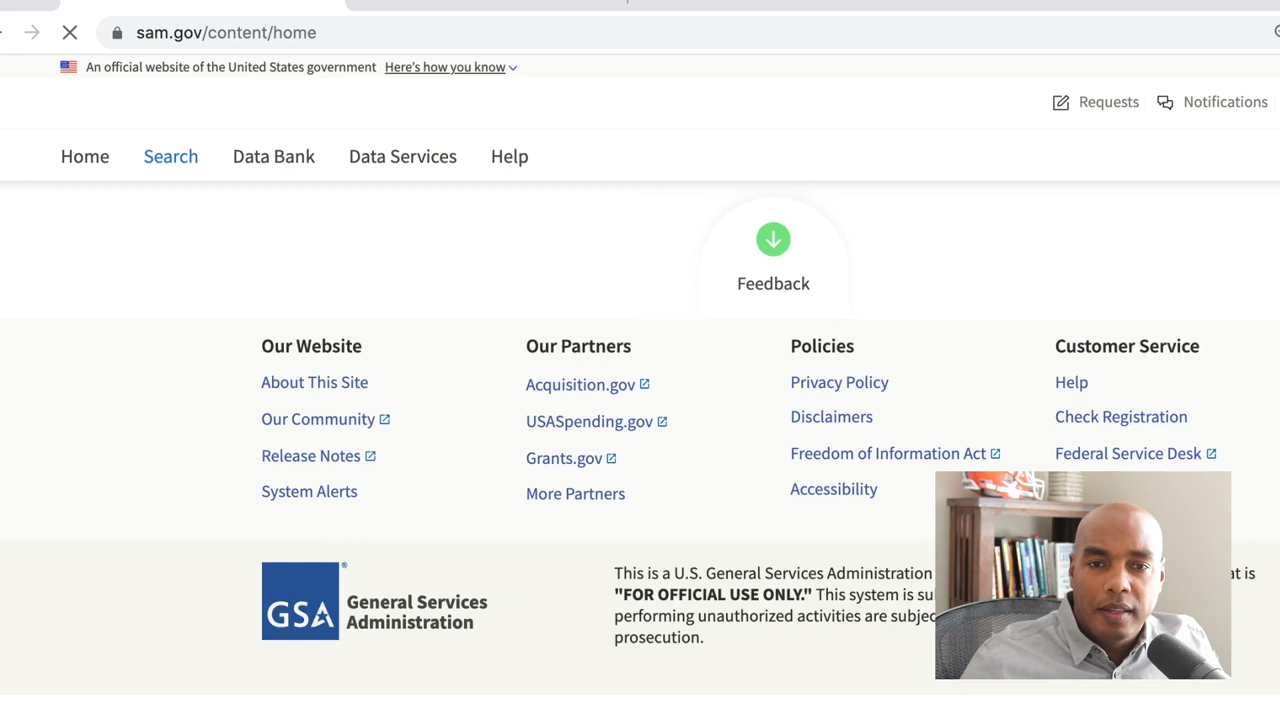 sam.gov/content/home
An official website of the United States government Here's how you know
Requests Notifications
Home Search Data Bank Data Services Help
Feedback
Our Website
About This Site
Our Community
Release Notes
System Alerts
Our Partners
Acquisition.gov
USASpending.gov
Grants.gov
More Partners
Policies
Privacy Policy
Disclaimers
Freedom of Information Act
Accessibility
Customer Service
Help
Check Registration
Federal Service Desk
GSA
General Services
Administration
This is a U.S. General Services Administration at is
"FOR OFFICIAL USE ONLY." This system is su
performing unauthorized activities are subjec
prosecution.